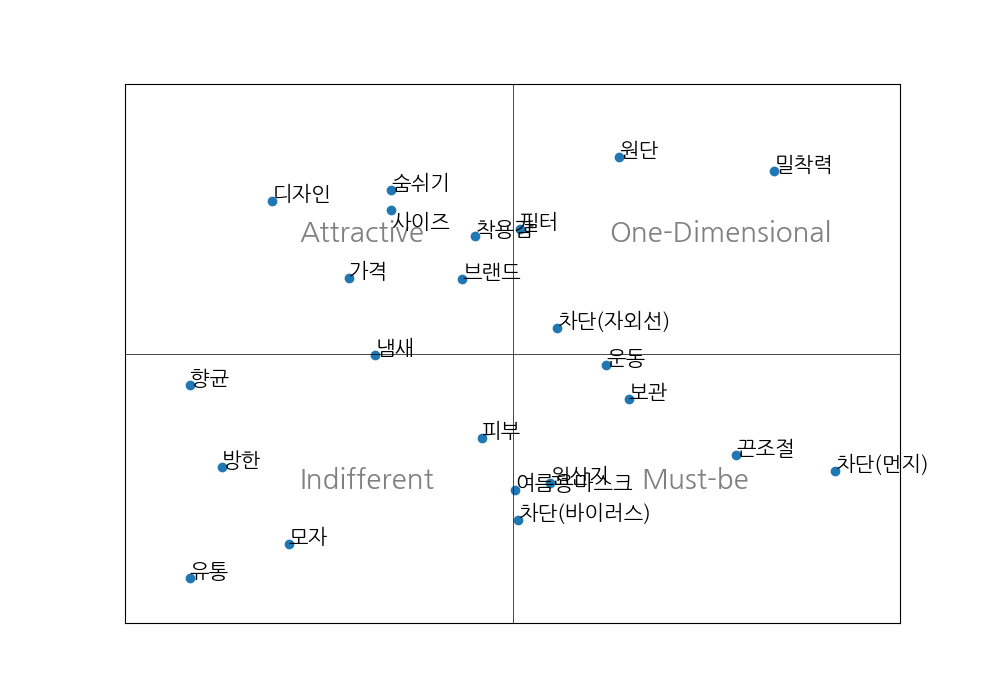 원단
밀착력
숨쉬기
디자인
사이즈
필터
착용감
Attractive
One-Dimensional
가격
브랜드
차단(자외선)
냄새
운동
향균
보관
피부
끈조절
방한
차단(먼지)
원산지
Indifferent
여름용마스크
Must-be
차단(바이러스)
모자
유통